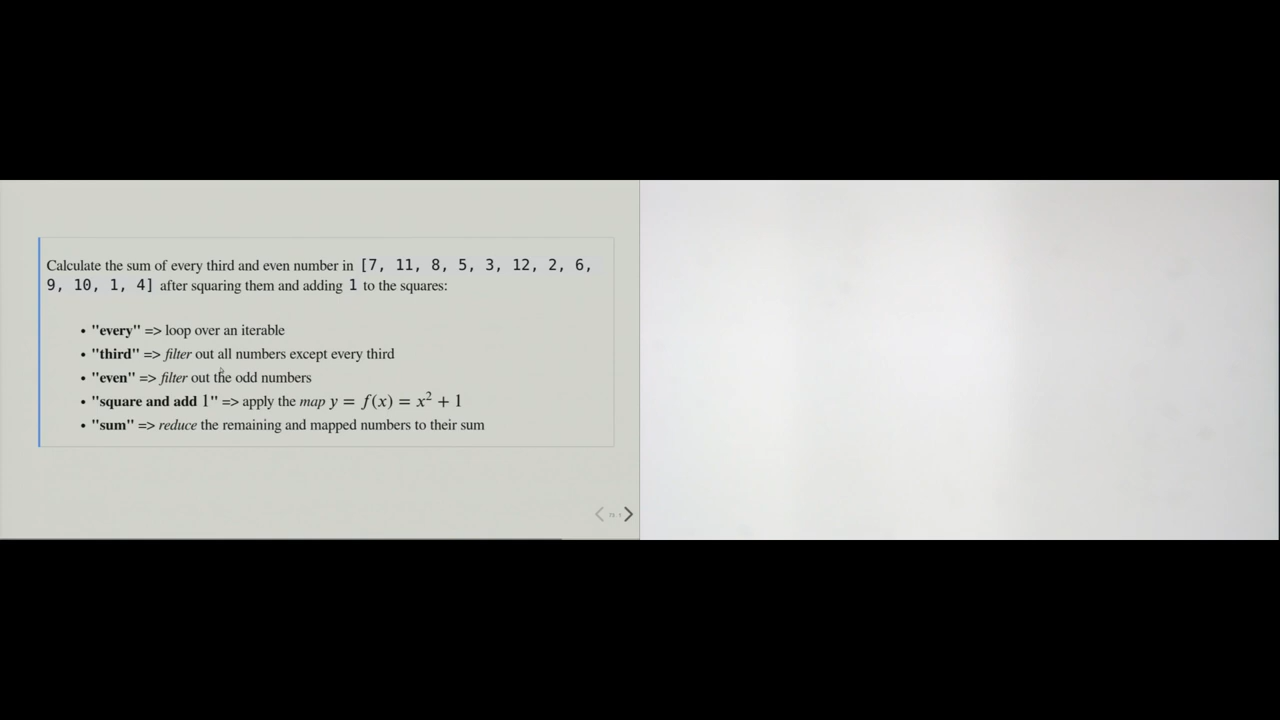 Calculate the sum of every third and even number in [7, 11, 8, 5, 3, 12, 2, 6,
9, 10, 1, 4] after squaring them and adding 1 to the squares:
• "every" => loop over an iterable
• "third" => filter out all numbers except every third
• "even" => filter out the odd numbers
• "square and add 1" => apply the map y = f(x) = x² + 1
• "sum" => reduce the remaining and mapped numbers to their sum